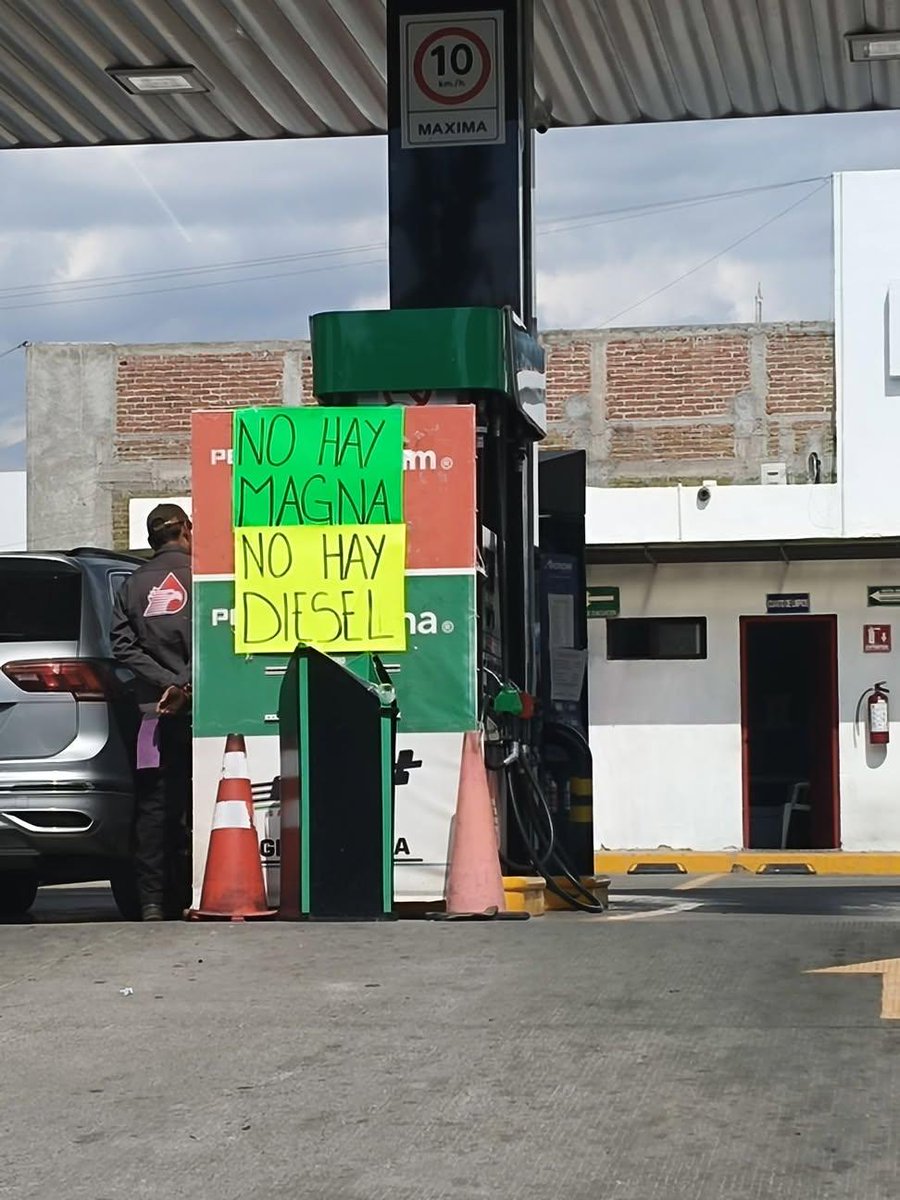 10
km/h
MAXIMA
NO HAY
MAGNA
NO HAY
DIESEL